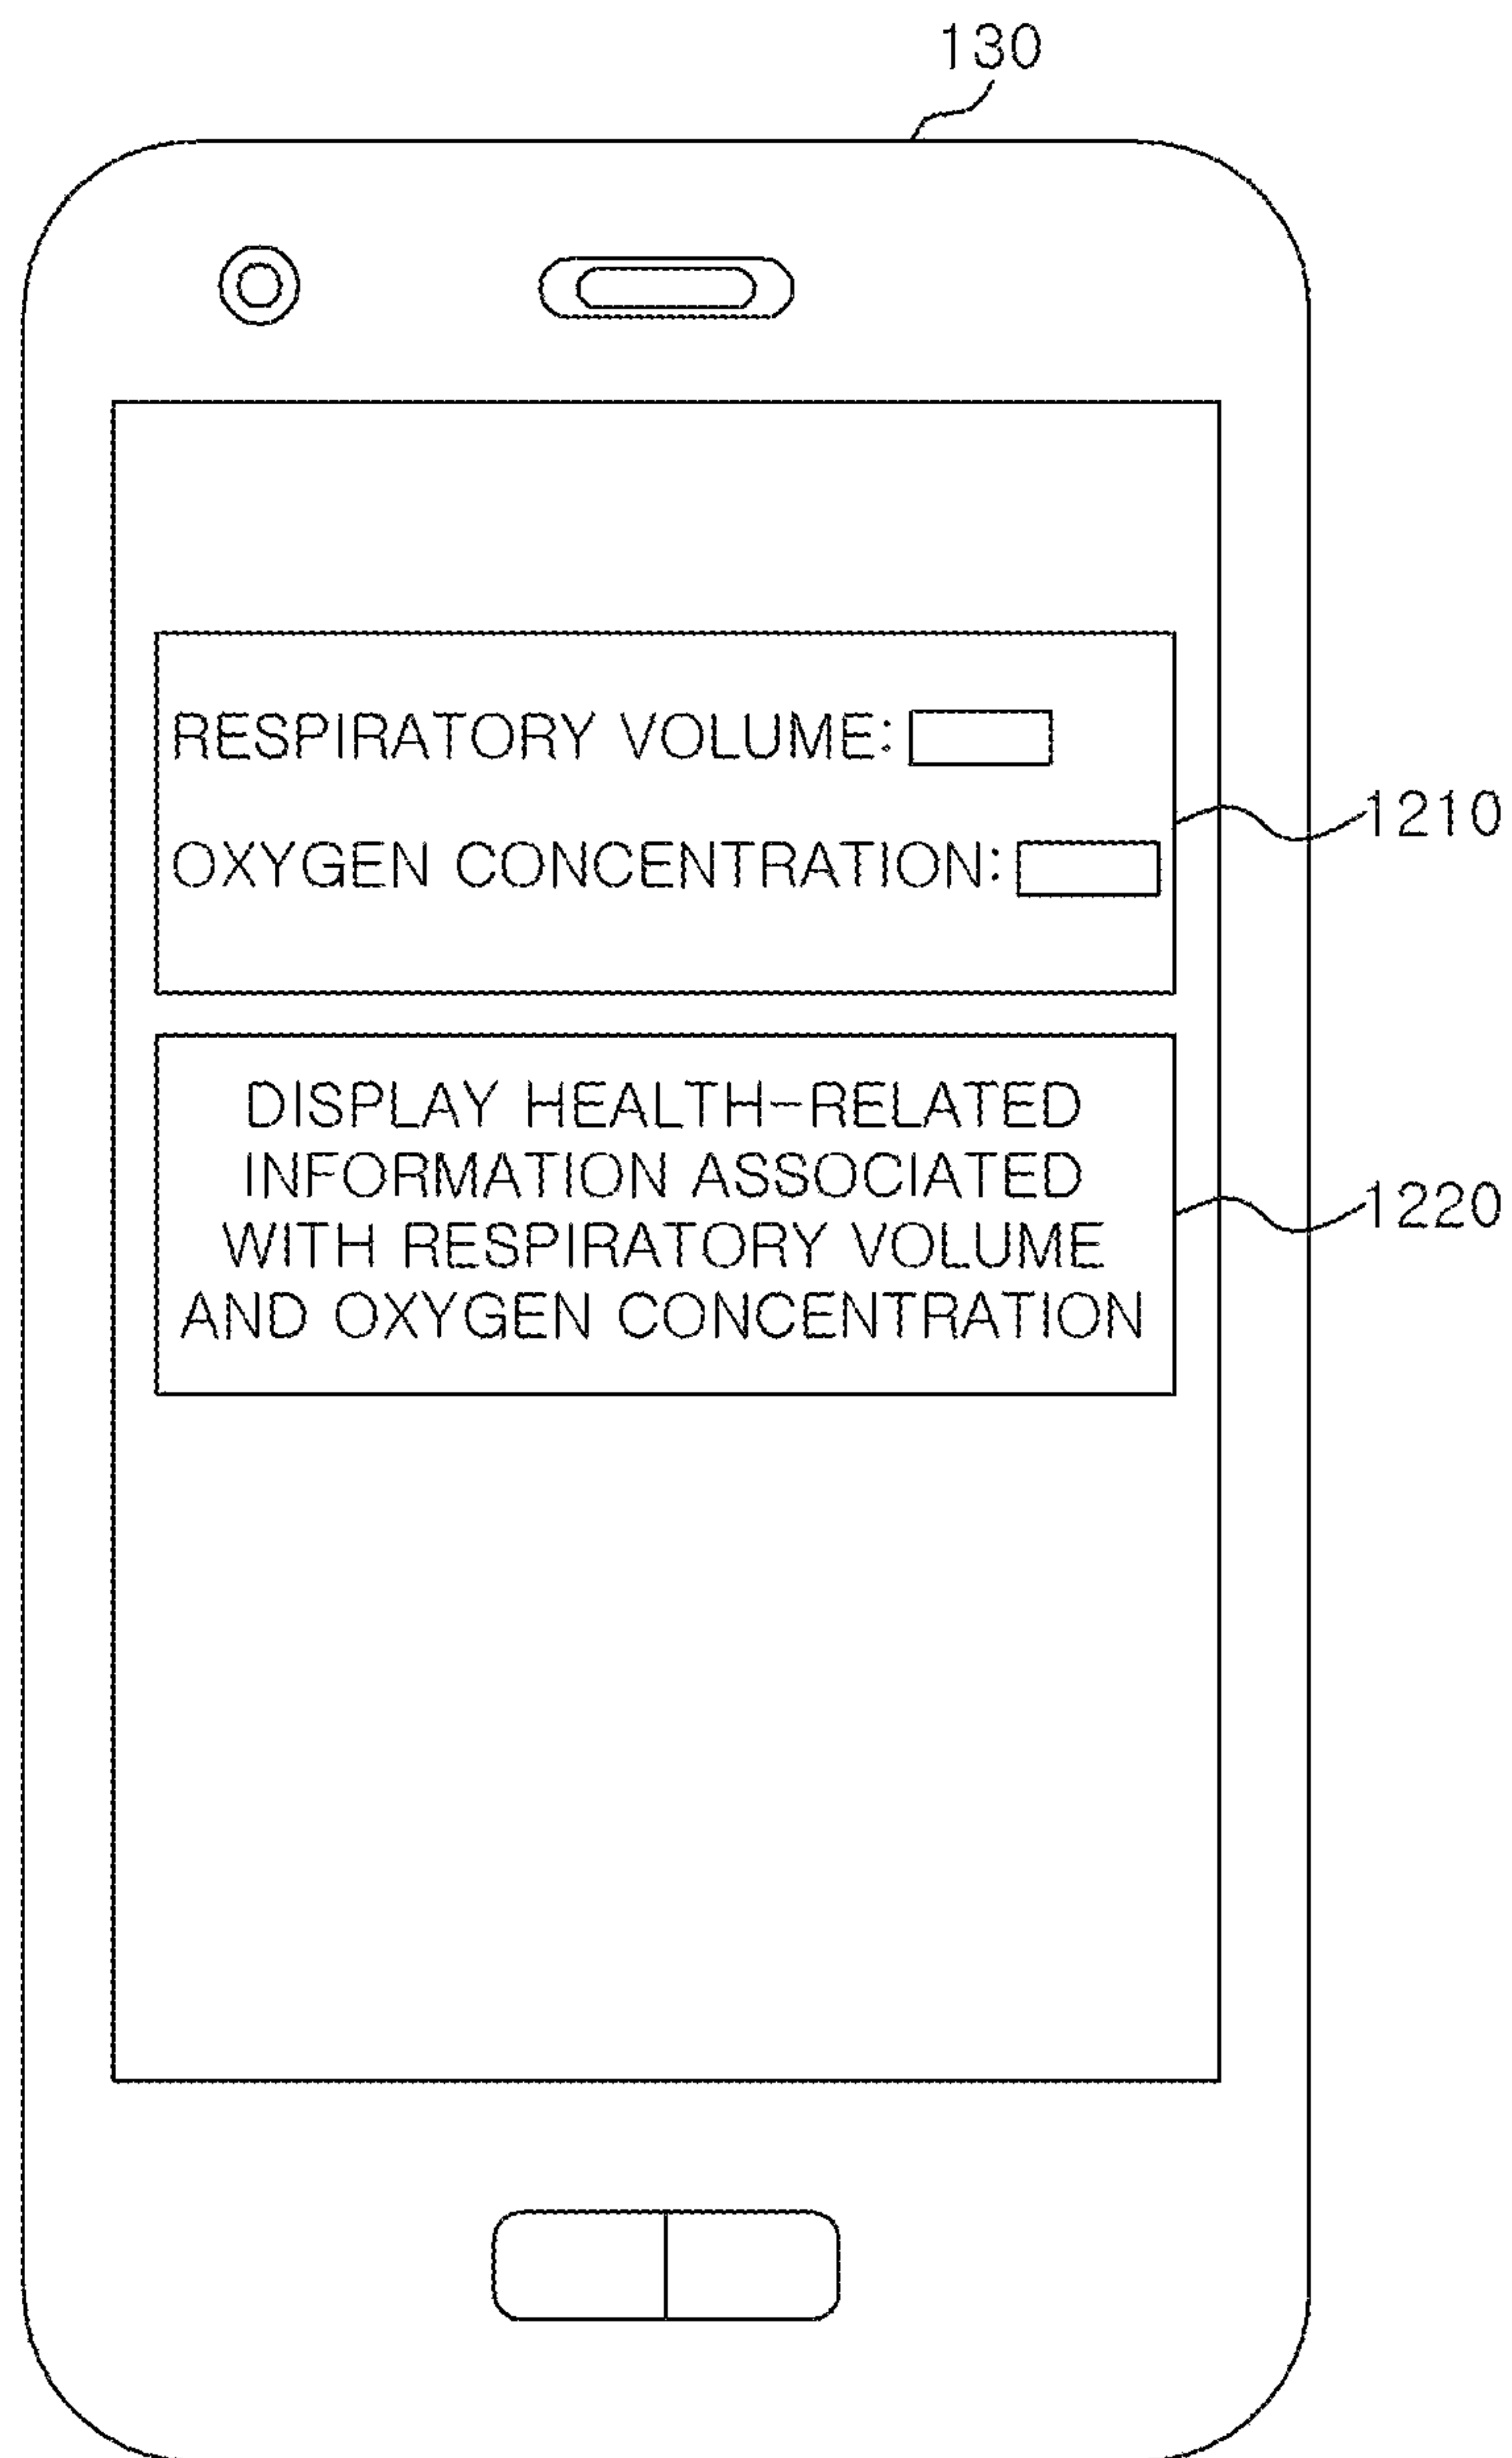 130
RESPIRATORY VOLUME:
OXYGEN CONCENTRATION:
1210
DISPLAY HEALTH-RELATED
INFORMATION ASSOCIATED
WITH RESPIRATORY VOLUME
AND OXYGEN CONCENTRATION
1220